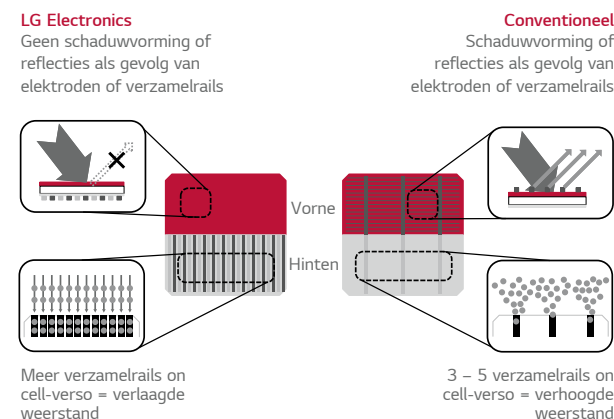 LG Electronics
Geen schaduwvorming of
reflecties als gevolg van
elektroden of verzamelrails
Conventioneel
Schaduwvorming of
reflecties als gevolg van
elektroden of verzamelrails
Vorne
Hinten
Meer verzamelrails on
cell-verso = verlaagde
weerstand
3 – 5 verzamelrails on
cell-verso = verhoogde
weerstand